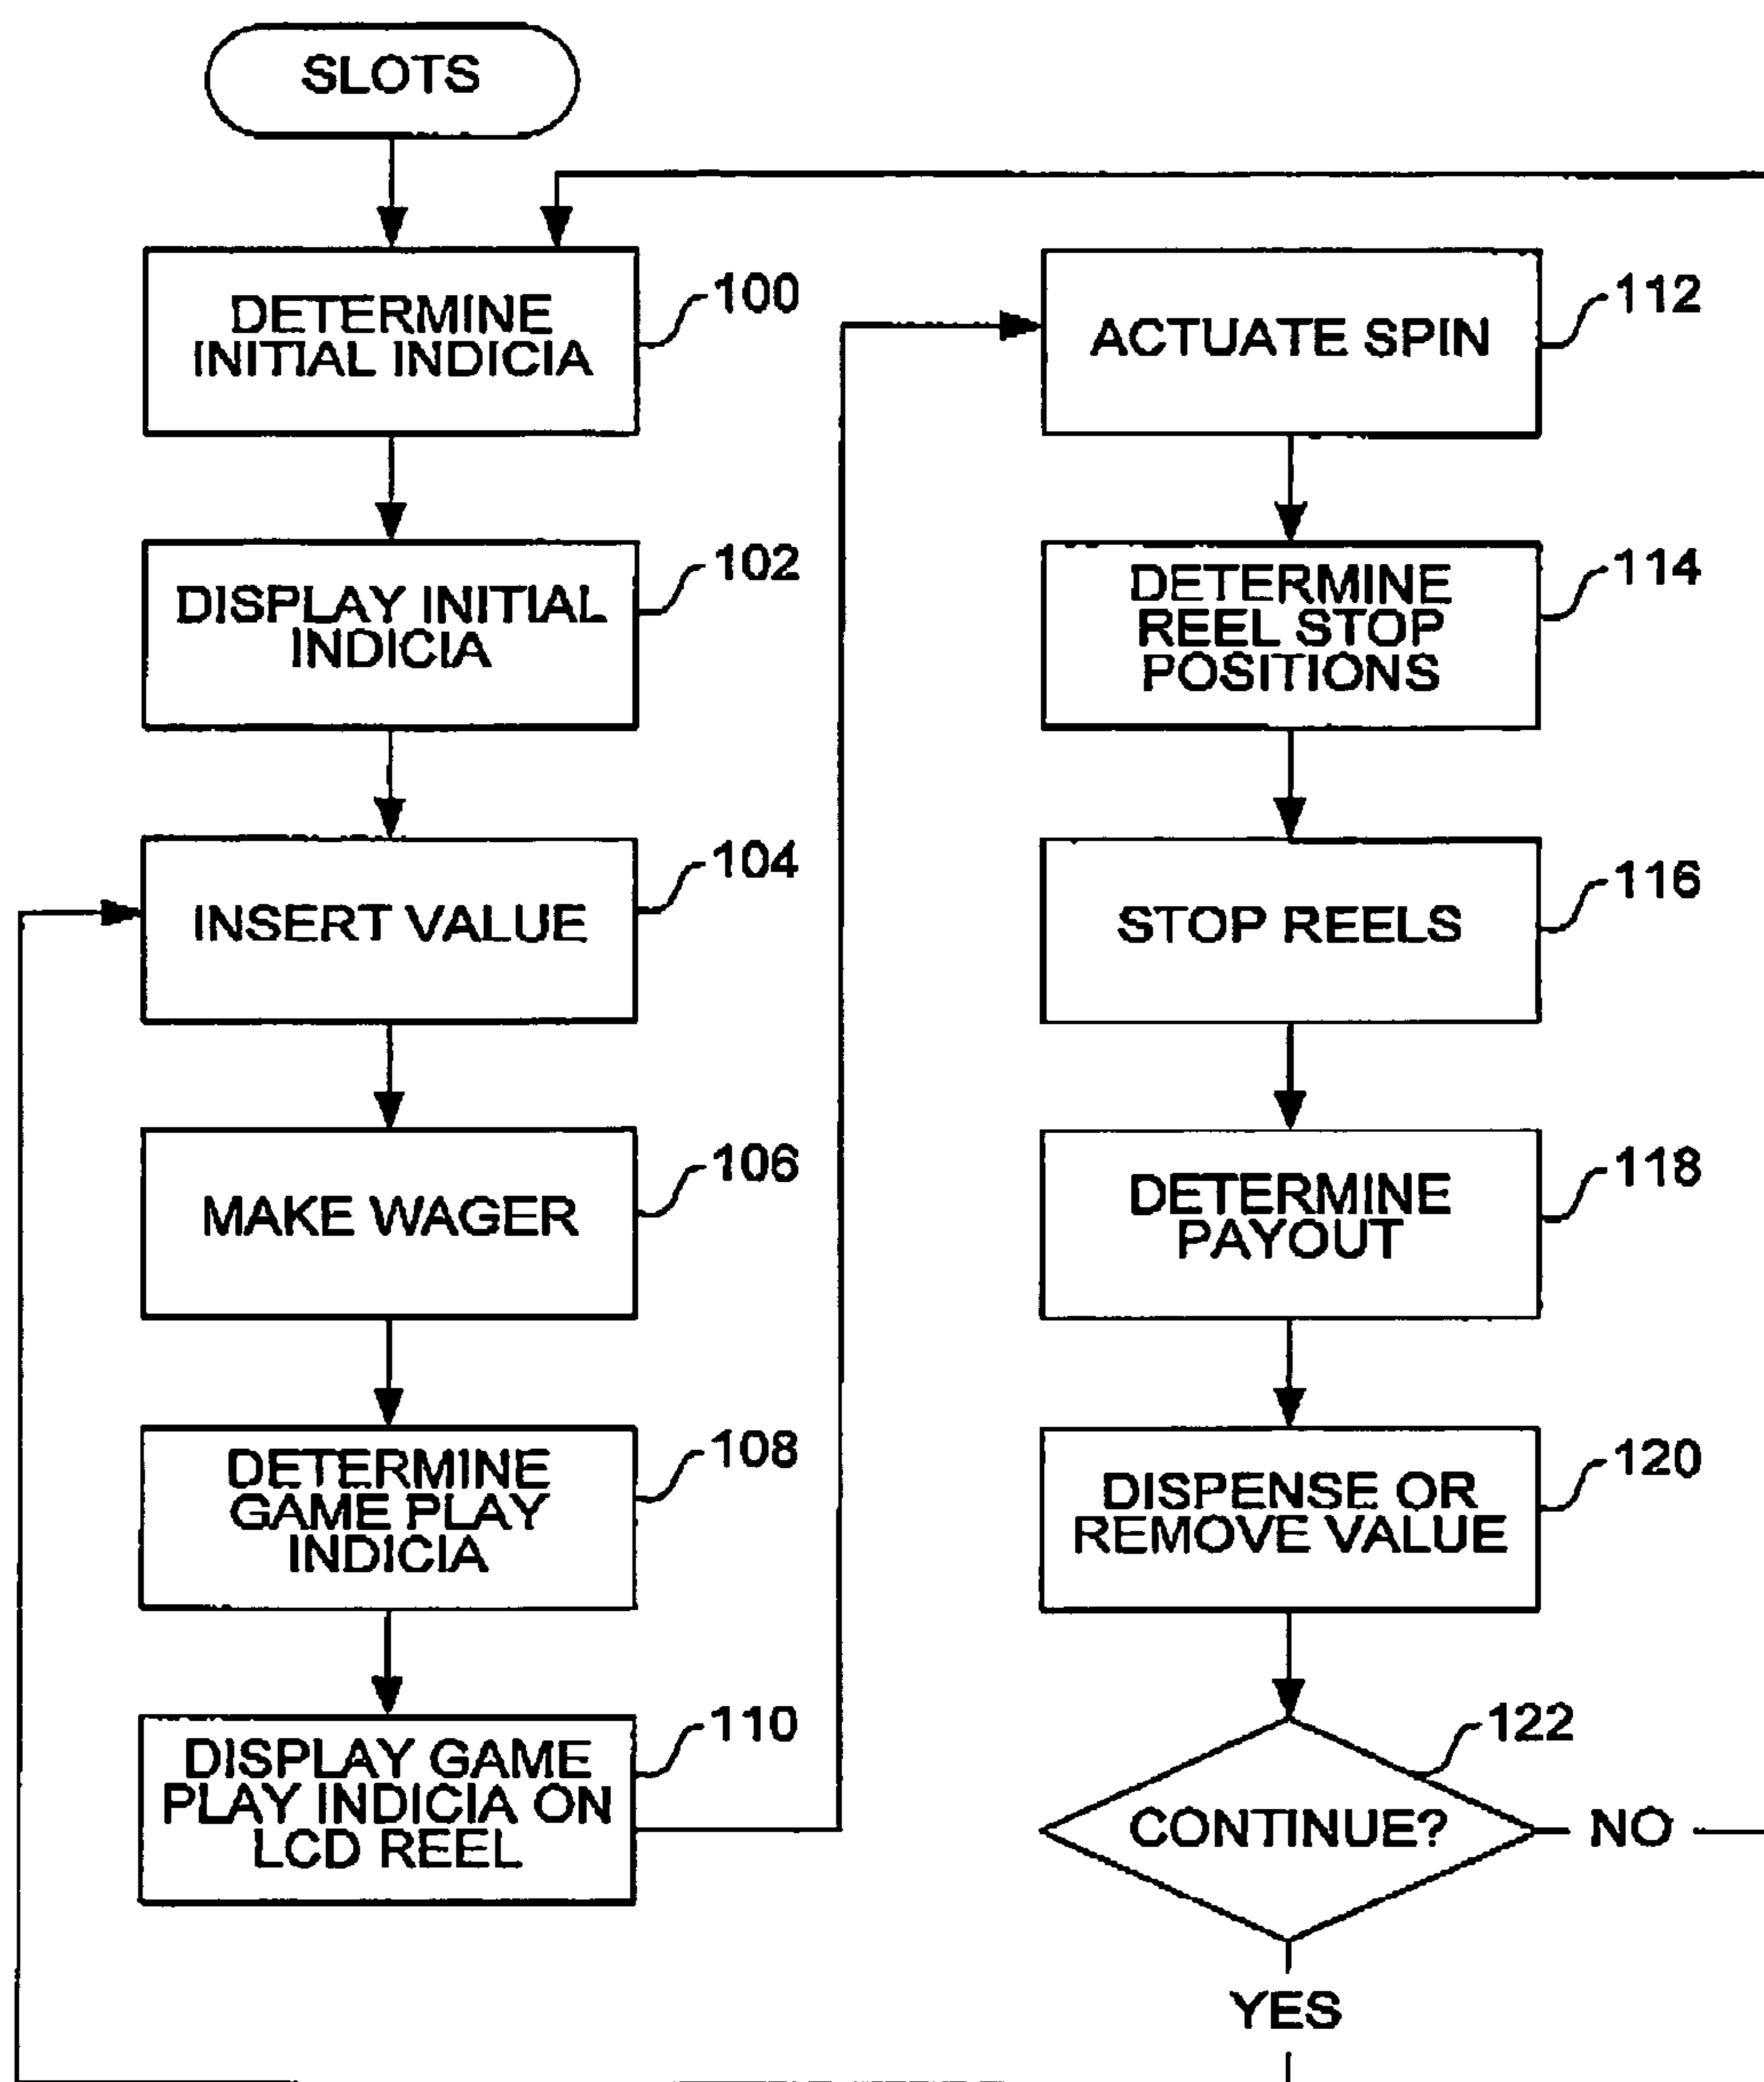 SLOTS
DETERMINE
INITIAL INDICIA
100
DISPLAY INITIAL
INDICIA
102
INSERT VALUE
104
MAKE WAGER
106
DETERMINE
GAME PLAY
INDICIA
108
DISPLAY GAME
PLAY INDICIA ON
LCD REEL
110
ACTUATE SPIN
112
DETERMINE
REEL STOP
POSITIONS
114
STOP REELS
116
DETERMINE
PAYOUT
118
DISPENSE OR
REMOVE VALUE
120
CONTINUE?
122
NO
YES